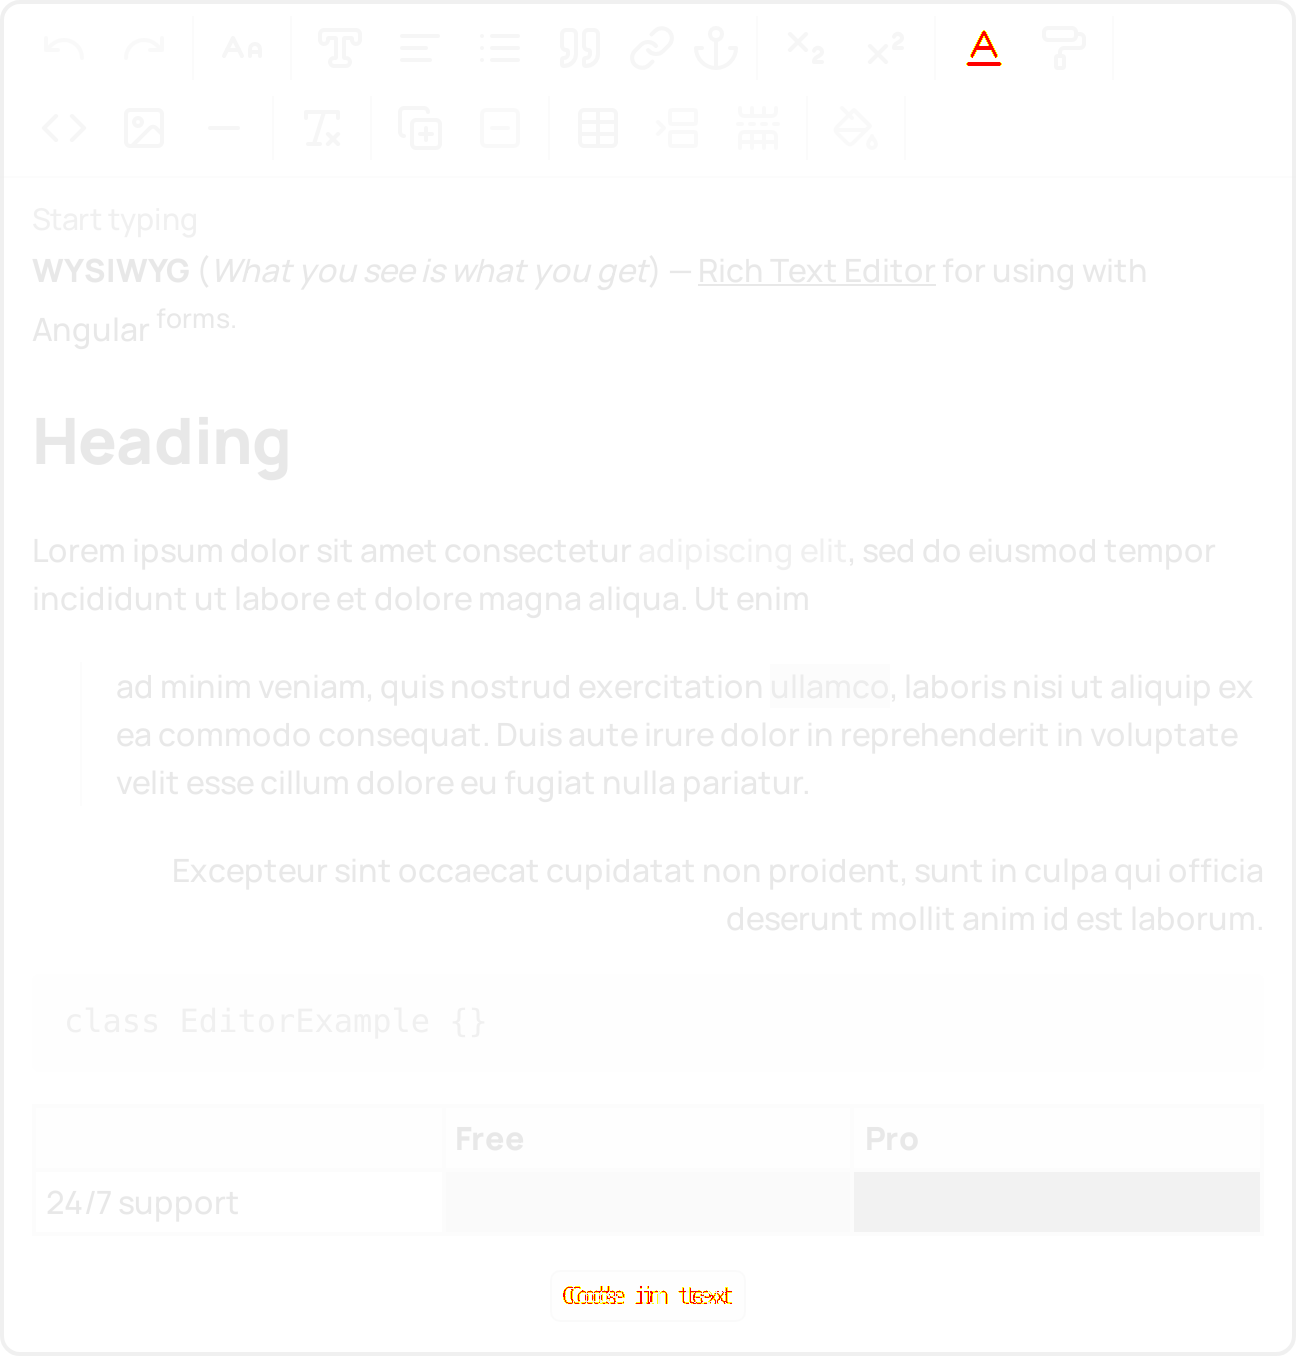 Start typing
WYSIWYG (What you see is what you get) — Rich Text Editor for using with
Angular forms.
Heading
Lorem ipsum dolor sit amet consectetur adipiscing elit, sed do eiusmod tempor
incididunt ut labore et dolore magna aliqua. Ut enim
ad minim veniam, quis nostrud exercitation ullamco, laboris nisi ut aliquip ex
ea commodo consequat. Duis aute irure dolor in reprehenderit in voluptate
velit esse cillum dolore eu fugiat nulla pariatur.
Excepteur sint occaecat cupidatat non proident, sunt in culpa qui officia
deserunt mollit anim id est laborum.
class EditorExample {}
Free Pro
24/7 support
Code in text